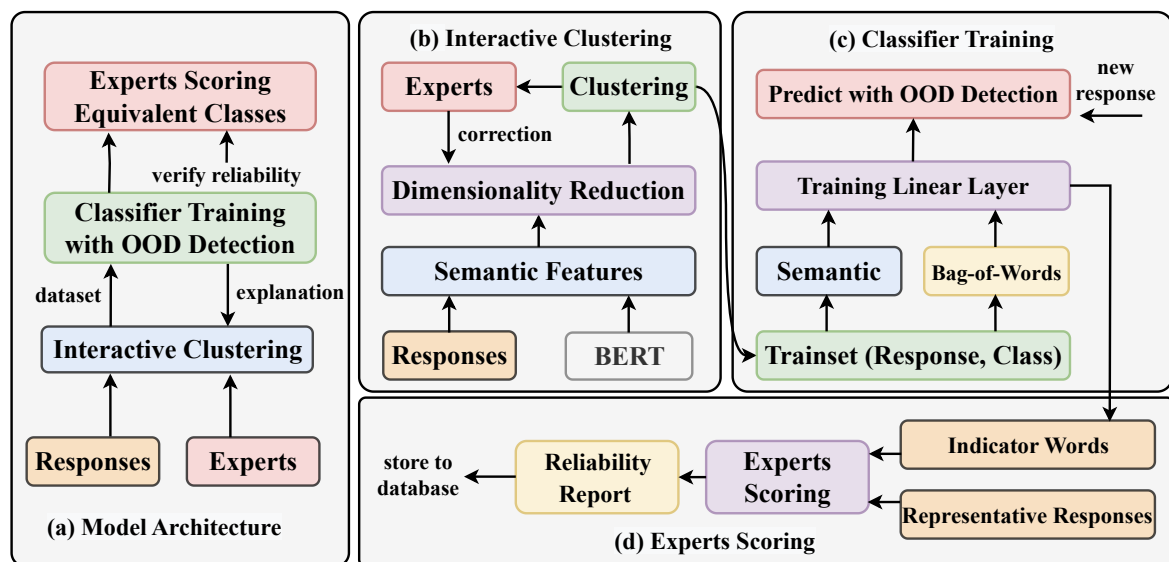 Experts Scoring
Equivalent Classes
verify reliability
Classifier Training
with OOD Detection
dataset
explanation
Interactive Clustering
Responses
Experts
(a) Model Architecture
(b) Interactive Clustering
Experts
Clustering
correction
Dimensionality Reduction
Semantic Features
Responses
BERT
(c) Classifier Training
Predict with OOD Detection
new
response
Training Linear Layer
Semantic
Bag-of-Words
Trainset (Response, Class)
Indicator Words
Representative Responses
Experts
Scoring
Reliability
Report
store to
database
(d) Experts Scoring